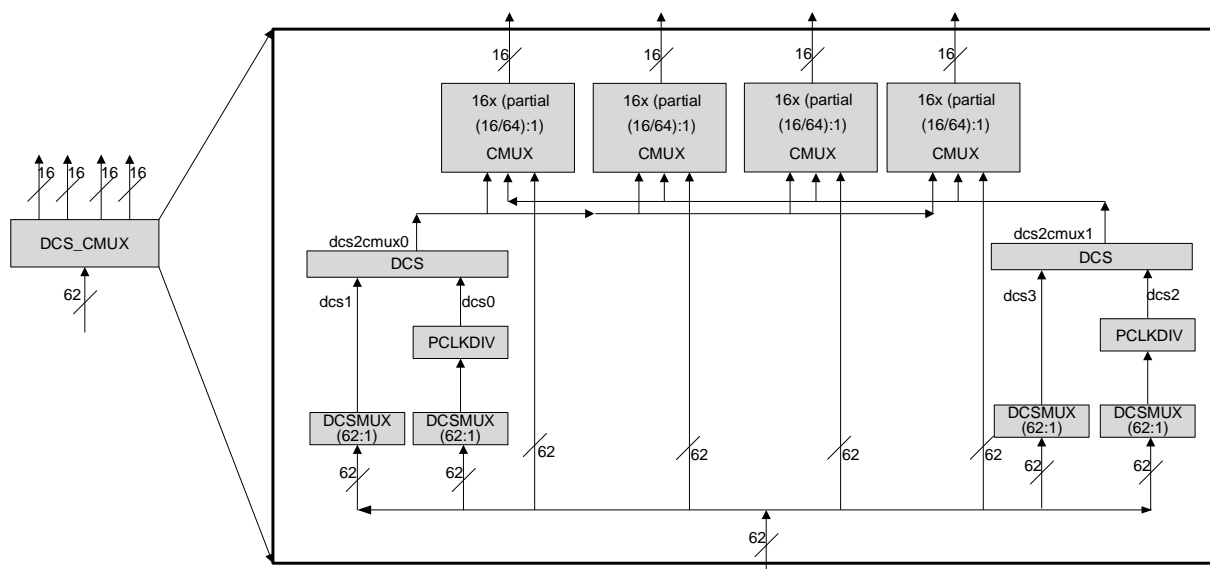 16 16 16 16
16x (partial
(16/64):1)
CMUX
16x (partial
(16/64):1)
CMUX
16x (partial
(16/64):1)
CMUX
16x (partial
(16/64):1)
CMUX
16 16 16 16
DCS_CMUX
62
dcs2cmux0
DCS
dcs1
dcs0
PCLKDIV
DCSMUX
(62:1)
DCSMUX
(62:1)
62
62
62
62
62
62
dcs2cmux1
DCS
dcs3
dcs2
PCLKDIV
DCSMUX
(62:1)
DCSMUX
(62:1)
62
62
62